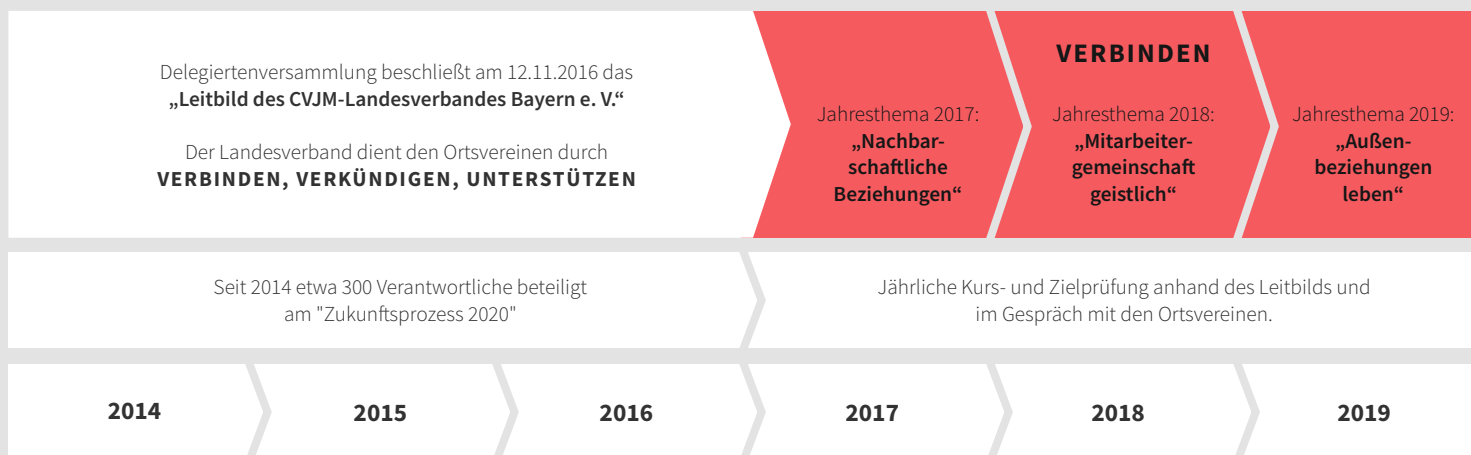 Delegiertenversammlung beschließt am 12.11.2016 das
„Leitbild des CVJM-Landesverbandes Bayern e. V.“
Der Landesverband dient den Ortsvereinen durch
VERBINDEN, VERKÜNDIGEN, UNTERSTÜTZEN
VERBINDEN
Jahresthema 2017:
„Nachbar-
schaftliche
Beziehungen“
Jahresthema 2018:
„Mitarbeiter-
gemeinschaft
geistlich“
Jahresthema 2019:
„Außen-
beziehungen
leben“
Seit 2014 etwa 300 Verantwortliche beteiligt
am "Zukunftsprozess 2020"
Jährliche Kurs- und Zielprüfung anhand des Leitbilds und
im Gespräch mit den Ortsvereinen.
2014
2015
2016
2017
2018
2019